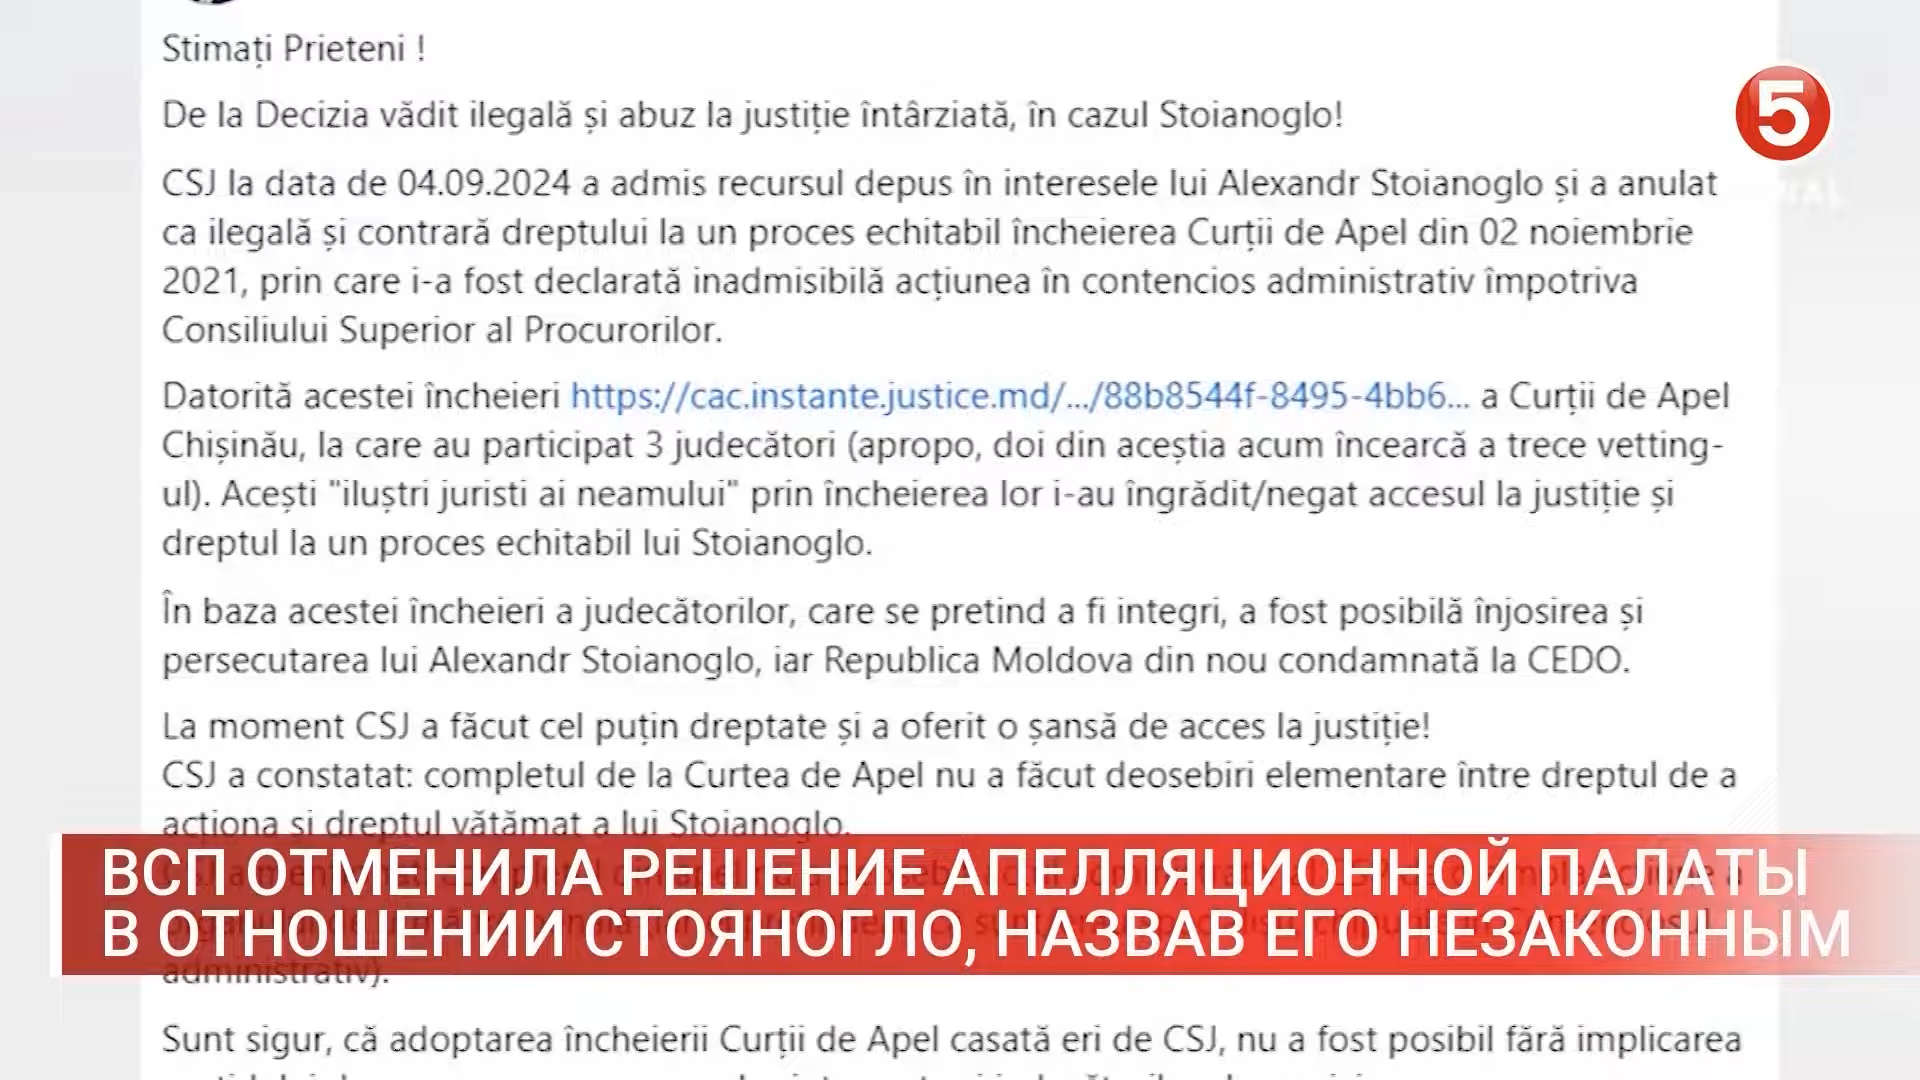 Stimați Prieteni !
De la Decizia vădit ilegală și abuz la justiție întârziată, în cazul Stoianoglo!
5
CSJ la data de 04.09.2024 a admis recursul depus în interesele lui Alexandr Stoianoglo și a anulat
ca ilegală și contrară dreptului la un proces echitabil încheierea Curții de Apel din 02 noiembrie
2021, prin care i-a fost declarată inadmisibilă acțiunea în contencios administrativ împotriva
Consiliului Superior al Procurorilor.
Datorită acestei încheieri https://cac.instante.justice.md/.../88b8544f-8495-4bb6... a Curții de Apel
Chișinău, la care au participat 3 judecători (apropo, doi din aceștia acum încearcă a trece vetting-
ul). Acești "iluștri juristi ai neamului" prin încheierea lor i-au îngrădit/negat accesul la justiție și
dreptul la un proces echitabil lui Stoianoglo.
În baza acestei încheieri a judecătorilor, care se pretind a fi integri, a fost posibilă înjosirea și
persecutarea lui Alexandr Stoianoglo, iar Republica Moldova din nou condamnată la CEDO.
La moment CSJ a făcut cel puțin dreptate și a oferit o șansă de acces la justiție!
CSJ a constatat: completul de la Curtea de Apel nu a făcut deosebiri elementare între dreptul de a
acționa și dreptul vătămat a lui Stoianoglo.
ВСП ОТМЕНИЛА РЕШЕНИЕ АПЕЛЛЯЦИОННОЙ ПАЛАТЫ
В ОТНОШЕНИИ СТОЯНОГЛО, НАЗВАВ ЕГО НЕЗАКОННЫМ
administrativ).
Sunt sigur, că adoptarea încheierii Curții de Apel casată eri de CSJ, nu a fost posibil fără implicarea